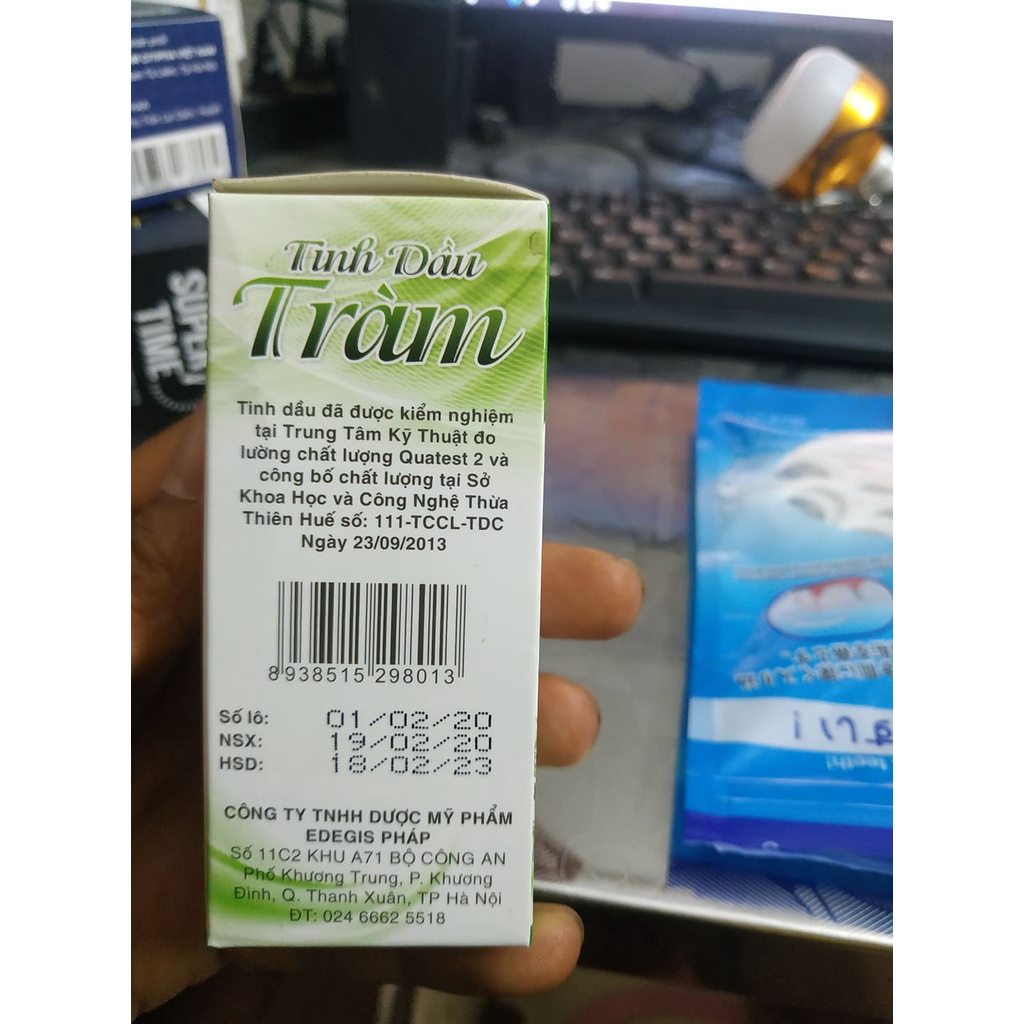 Tinh Dầu
Tràm
Tinh dầu đã được kiểm nghiệm
tại Trung Tâm Kỹ Thuật đo
lường chất lượng Quatest 2 và
công bố chất lượng tại Sở
Khoa Học và Công Nghệ Thừa
Thiên Huế số: 111-TCCL-TDC
Ngày 23/09/2013
8938515 298013
Số lô: 01/02/20
NSX: 19/02/20
HSD: 18/02/23
CÔNG TY TNHH DƯỢC MỸ PHẨM
EDEGIS PHÁP
Số 11C2 KHU A71 BỘ CÔNG AN
Phố Khương Trung, P. Khương
Đình, Q. Thanh Xuân, TP Hà Nội
ĐT: 024 6662 5518
TIME
teeth!